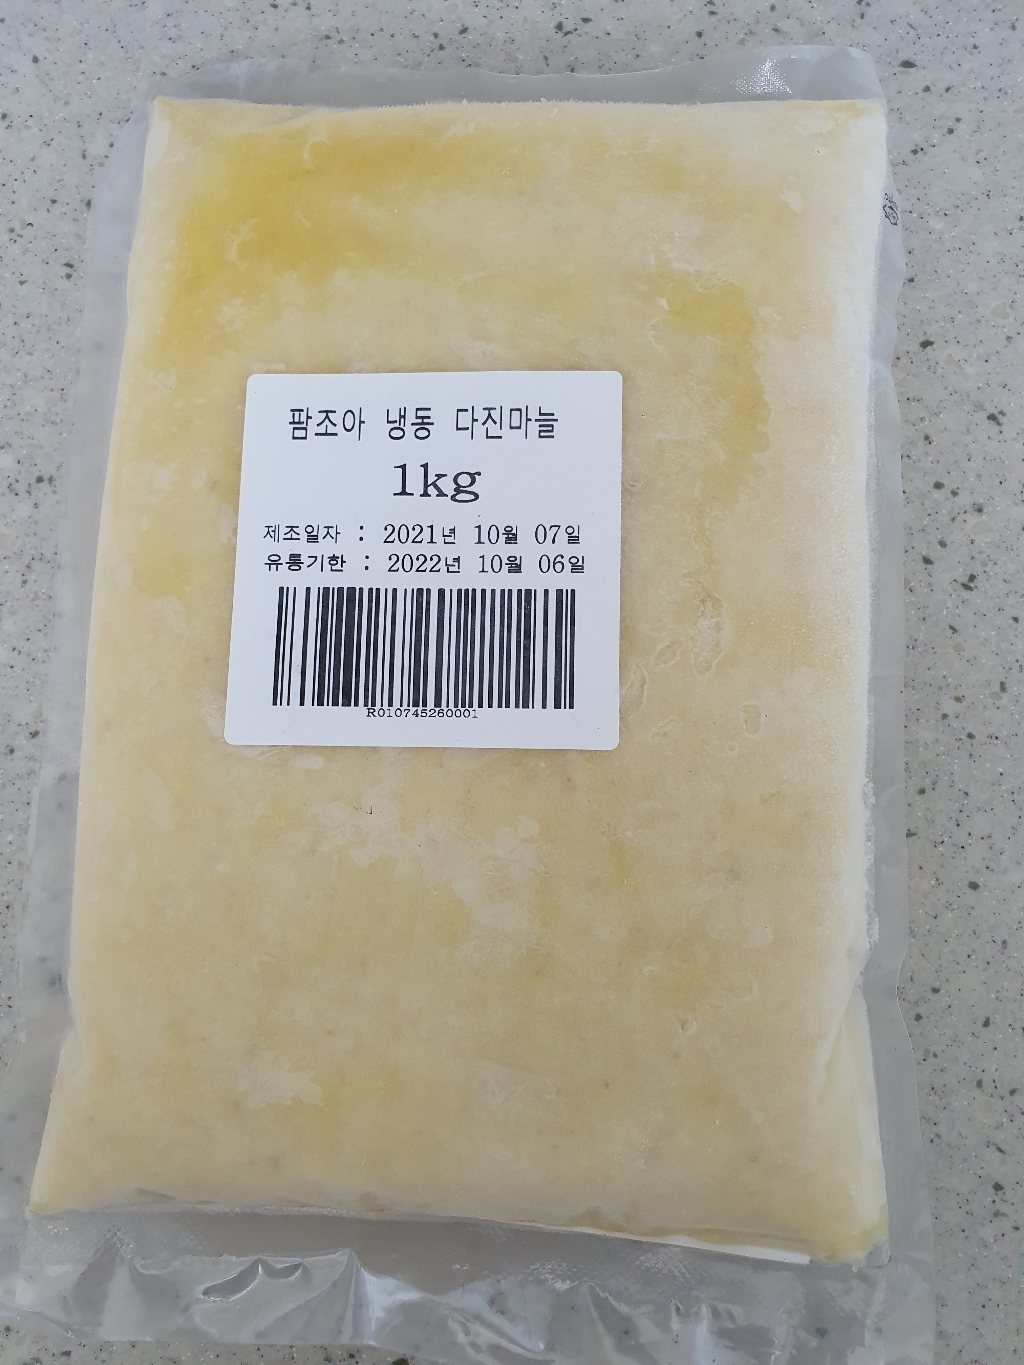 팜조아 냉동 다진마늘
1kg
제조일자 : 2021년 10월 07일
유통기한 : 2022년 10월 06일
R010745260001